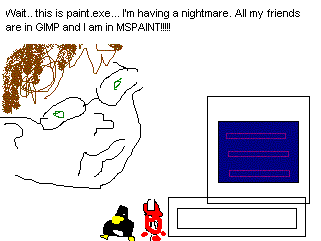 Wait.. this is paint.exe... I'm having a nightmare. All my friends
are in GIMP and I am in MSPAINT!!!!!